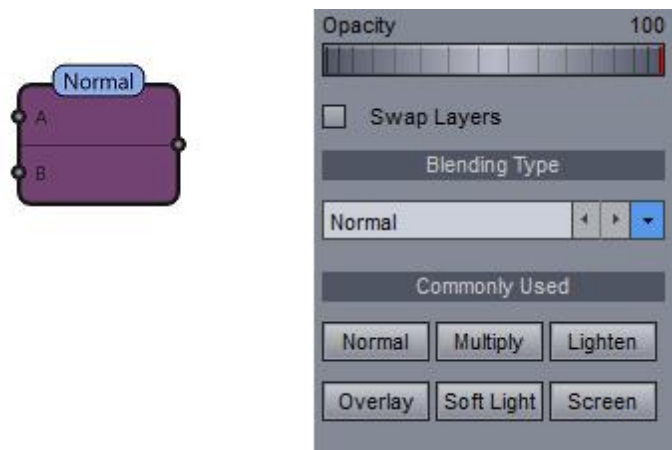 Normal
A
B
Opacity 100
Swap Layers
Blending Type
Normal
Commonly Used
Normal Multiply Lighten
Overlay Soft Light Screen